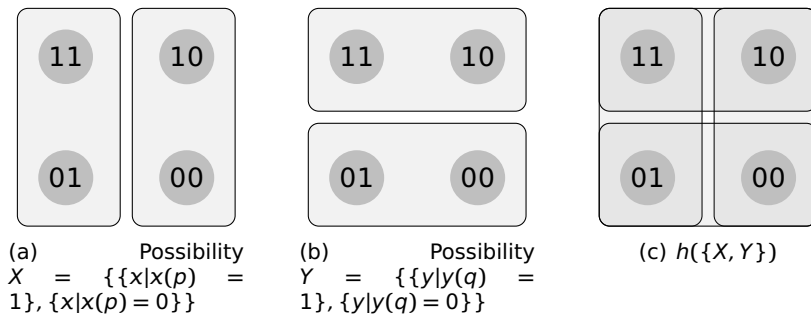 11 10 11 10 11 10
01 00 01 00 01 00
(a) Possibility
X = {{x|x(p) =
1}, {x|x(p) = 0}}
(b) Possibility
Y = {{y|y(q) =
1}, {y|y(q) = 0}}
(c) h({X, Y})